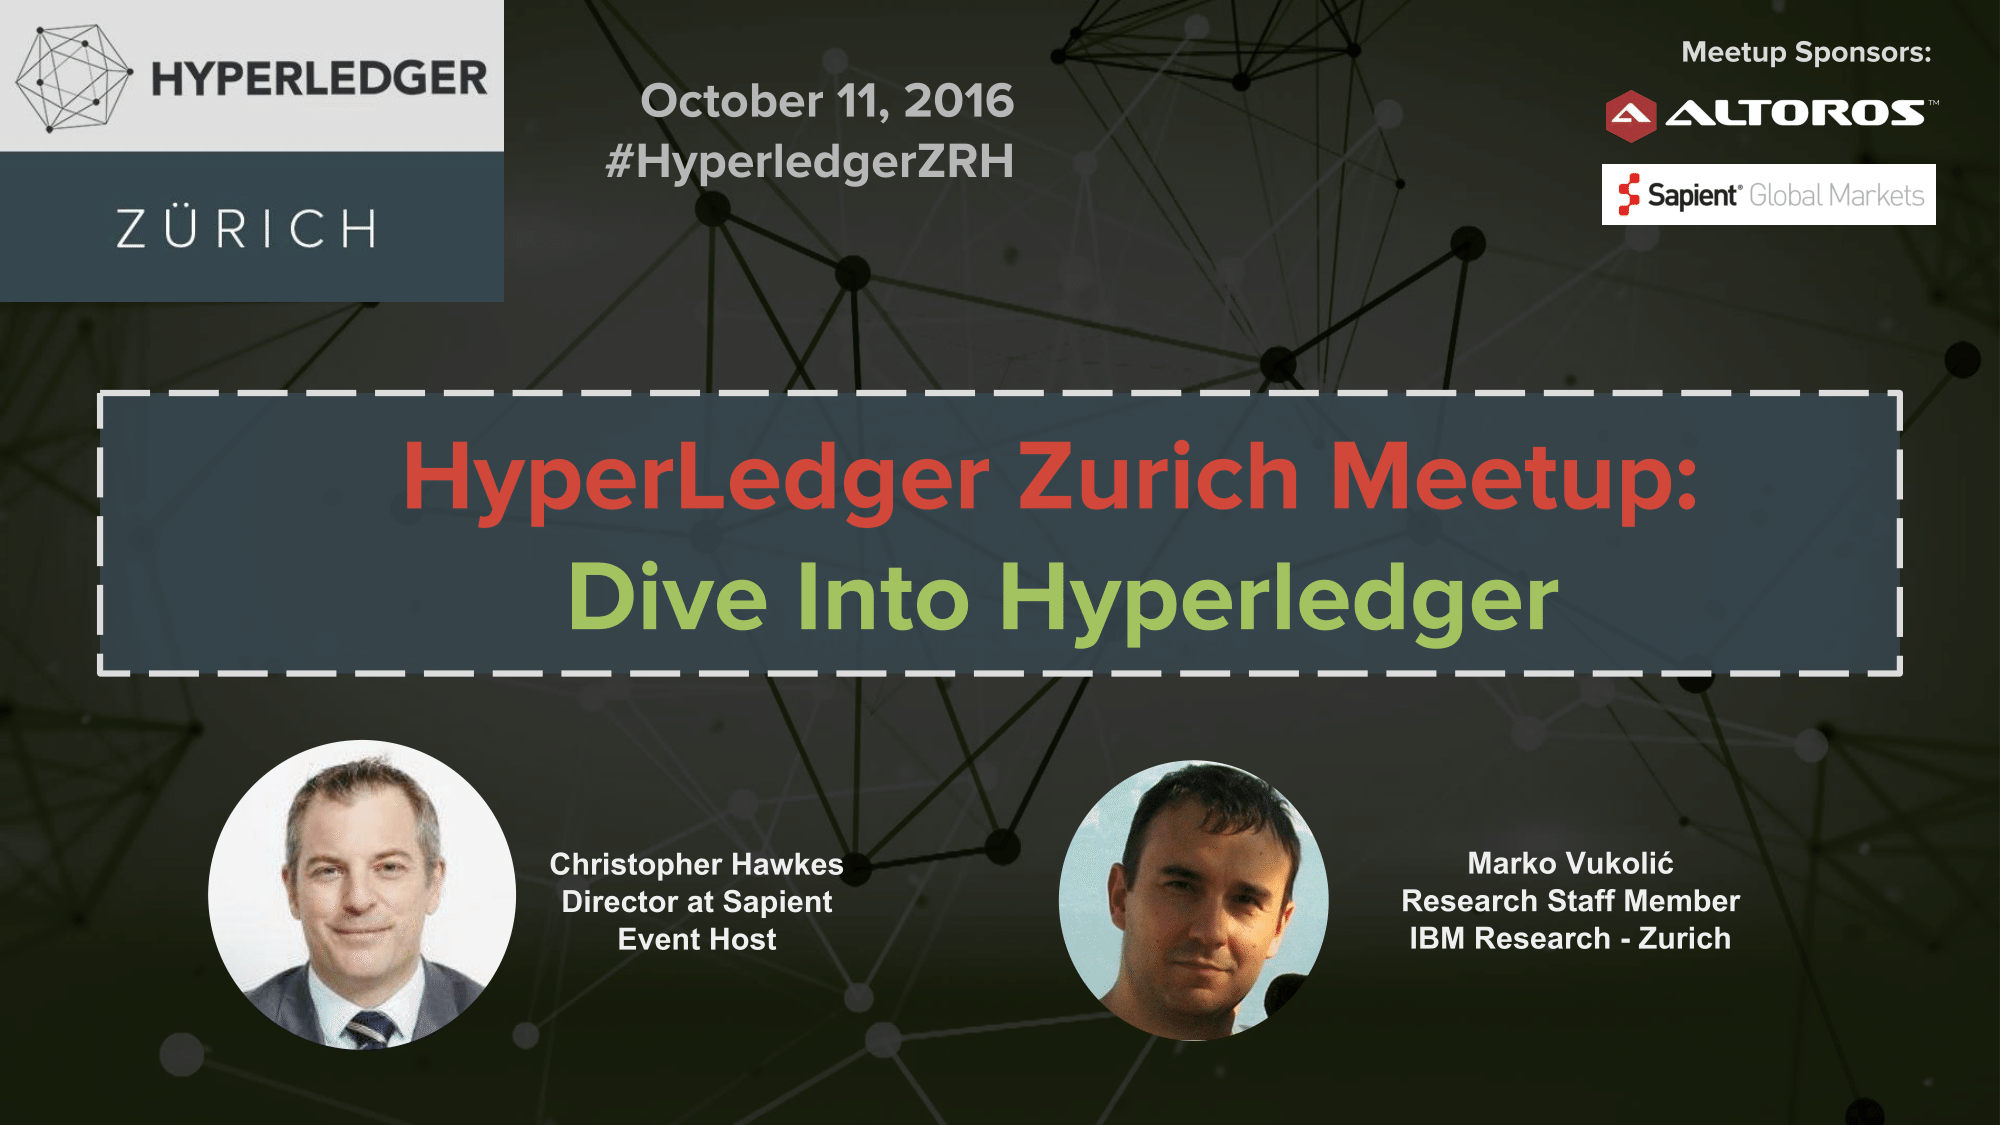 HYPERLEDGER
ZÜRICH
October 11, 2016
#HyperledgerZRH
Meetup Sponsors:
ALTOROS™
Sapient® Global Markets
HyperLedger Zurich Meetup:
Dive Into Hyperledger
Christopher Hawkes
Director at Sapient
Event Host
Marko Vukolić
Research Staff Member
IBM Research - Zurich